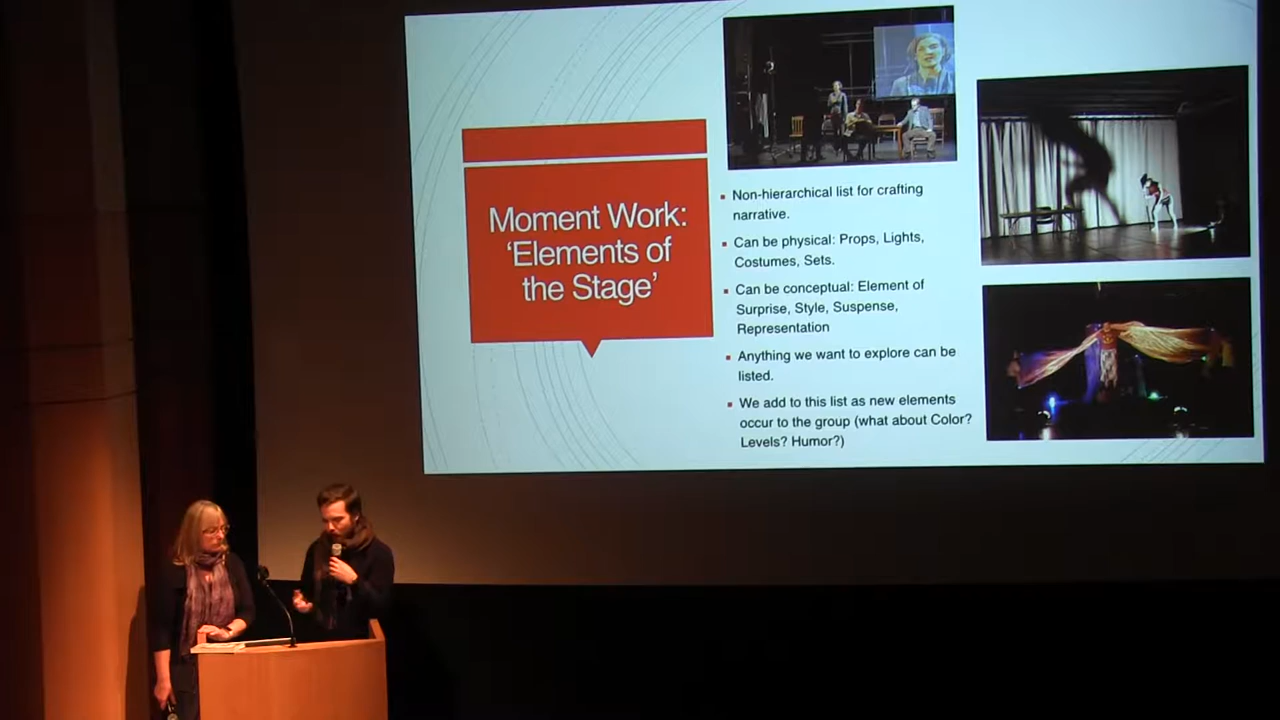 Moment Work:
‘Elements of
the Stage’
Non-hierarchical list for crafting
narrative.
Can be physical: Props, Lights,
Costumes, Sets.
Can be conceptual: Element of
Surprise, Style, Suspense,
Representation
Anything we want to explore can be
listed.
We add to this list as new elements
occur to the group (what about Color?
Levels? Humor?)